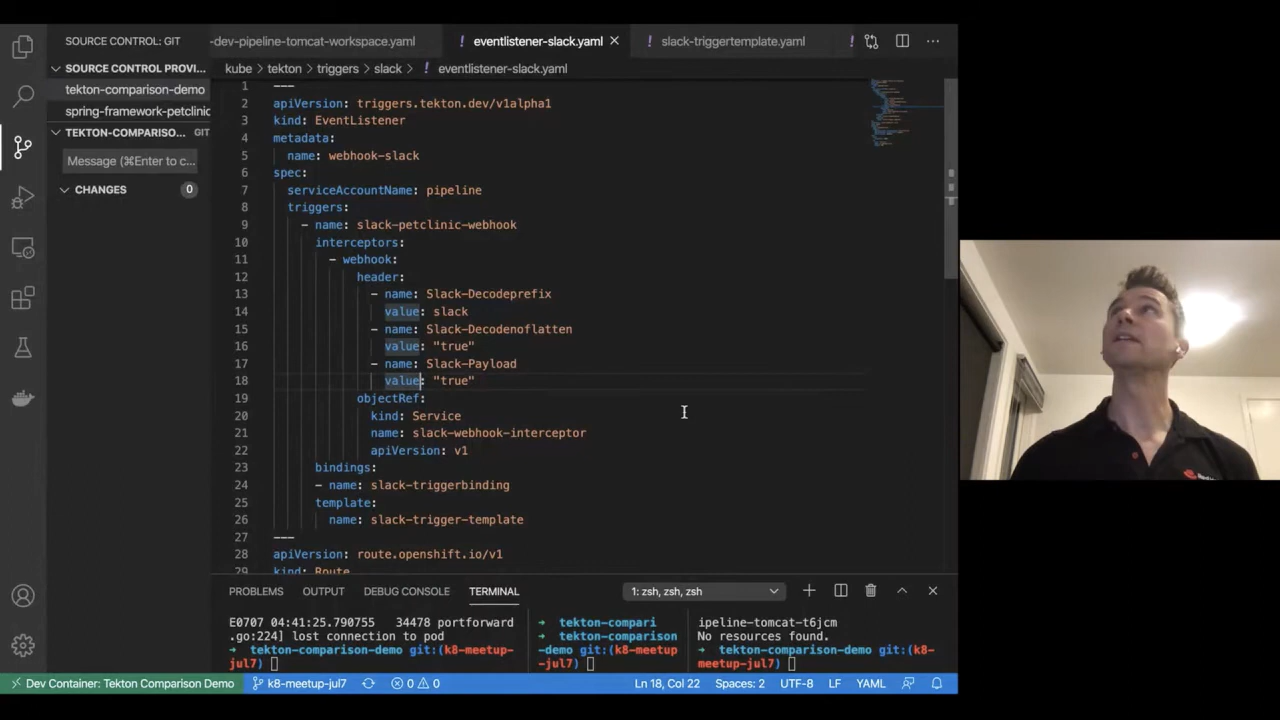 SOURCE CONTROL: GIT
-dev-pipeline-tomcat-workspace.yaml
eventlistener-slack.yaml
slack-triggertemplate.yaml
SOURCE CONTROL PROVI...
tekton-comparison-demo
spring-framework-petclinic
TEKTON-COMPARISO... GIT
Message (⌘Enter to c...
CHANGES 0
kube > tekton > triggers > slack > ! eventlistener-slack.yaml
1 ---
2 apiVersion: triggers.tekton.dev/v1alpha1
3 kind: EventListener
4 metadata:
5 name: webhook-slack
6 spec:
7 serviceAccountName: pipeline
8 triggers:
9 - name: slack-petclinic-webhook
10 interceptors:
11 - webhook:
12 header:
13 - name: Slack-Decodeprefix
14 value: slack
15 - name: Slack-Decodenoflatten
16 value: "true"
17 - name: Slack-Payload
18 value: "true"
19 objectRef:
20 kind: Service
21 name: slack-webhook-interceptor
22 apiVersion: v1
23 bindings:
24 - name: slack-triggerbinding
25 template:
26 name: slack-trigger-template
27 ---
28 apiVersion: route.openshift.io/v1
29 kind: Route
PROBLEMS OUTPUT DEBUG CONSOLE TERMINAL 1: zsh, zsh, zsh
E0707 04:41:25.790755 34478 portforward
.go:224] lost connection to pod
➜ tekton-comparison-demo git:(k8-meetup-
jul7)
➜ tekton-compari
➜ tekton-comparison
-demo git:(k8-meetup
-jul7)
ipeline-tomcat-t6jcm
No resources found.
➜ tekton-comparison-demo git:(k8-
meetup-jul7)
Dev Container: Tekton Comparison Demo k8-meetup-jul7 0 0 Ln 18, Col 22 Spaces: 2 UTF-8 LF YAML